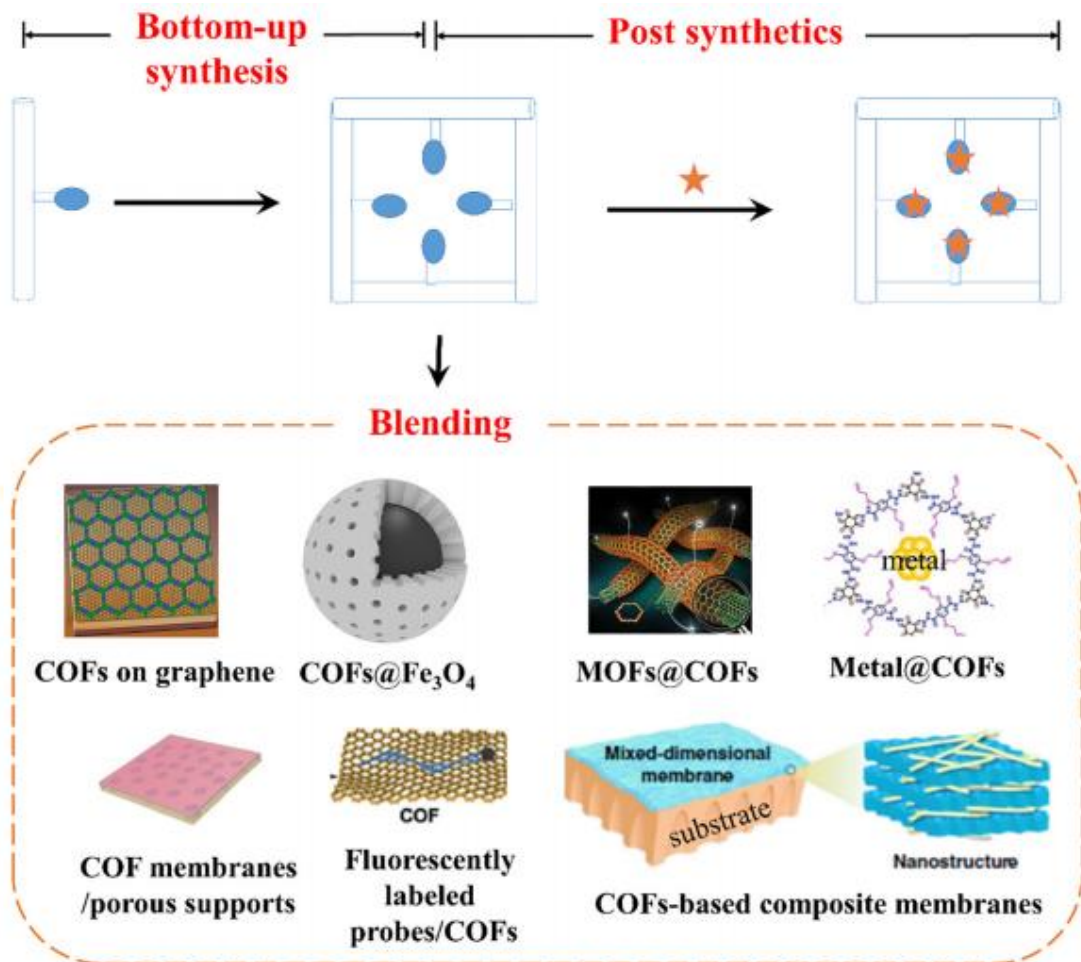 Bottom-up
synthesis
Post synthetics
Blending
COFs on graphene
COFs@Fe₃O₄
metal
MOFs@COFs
Metal@COFs
COF
Mixed-dimensional
membrane
substrate
Nanostructure
COF membranes
/porous supports
Fluorescently
labeled
probes/COFs
COFs-based composite membranes